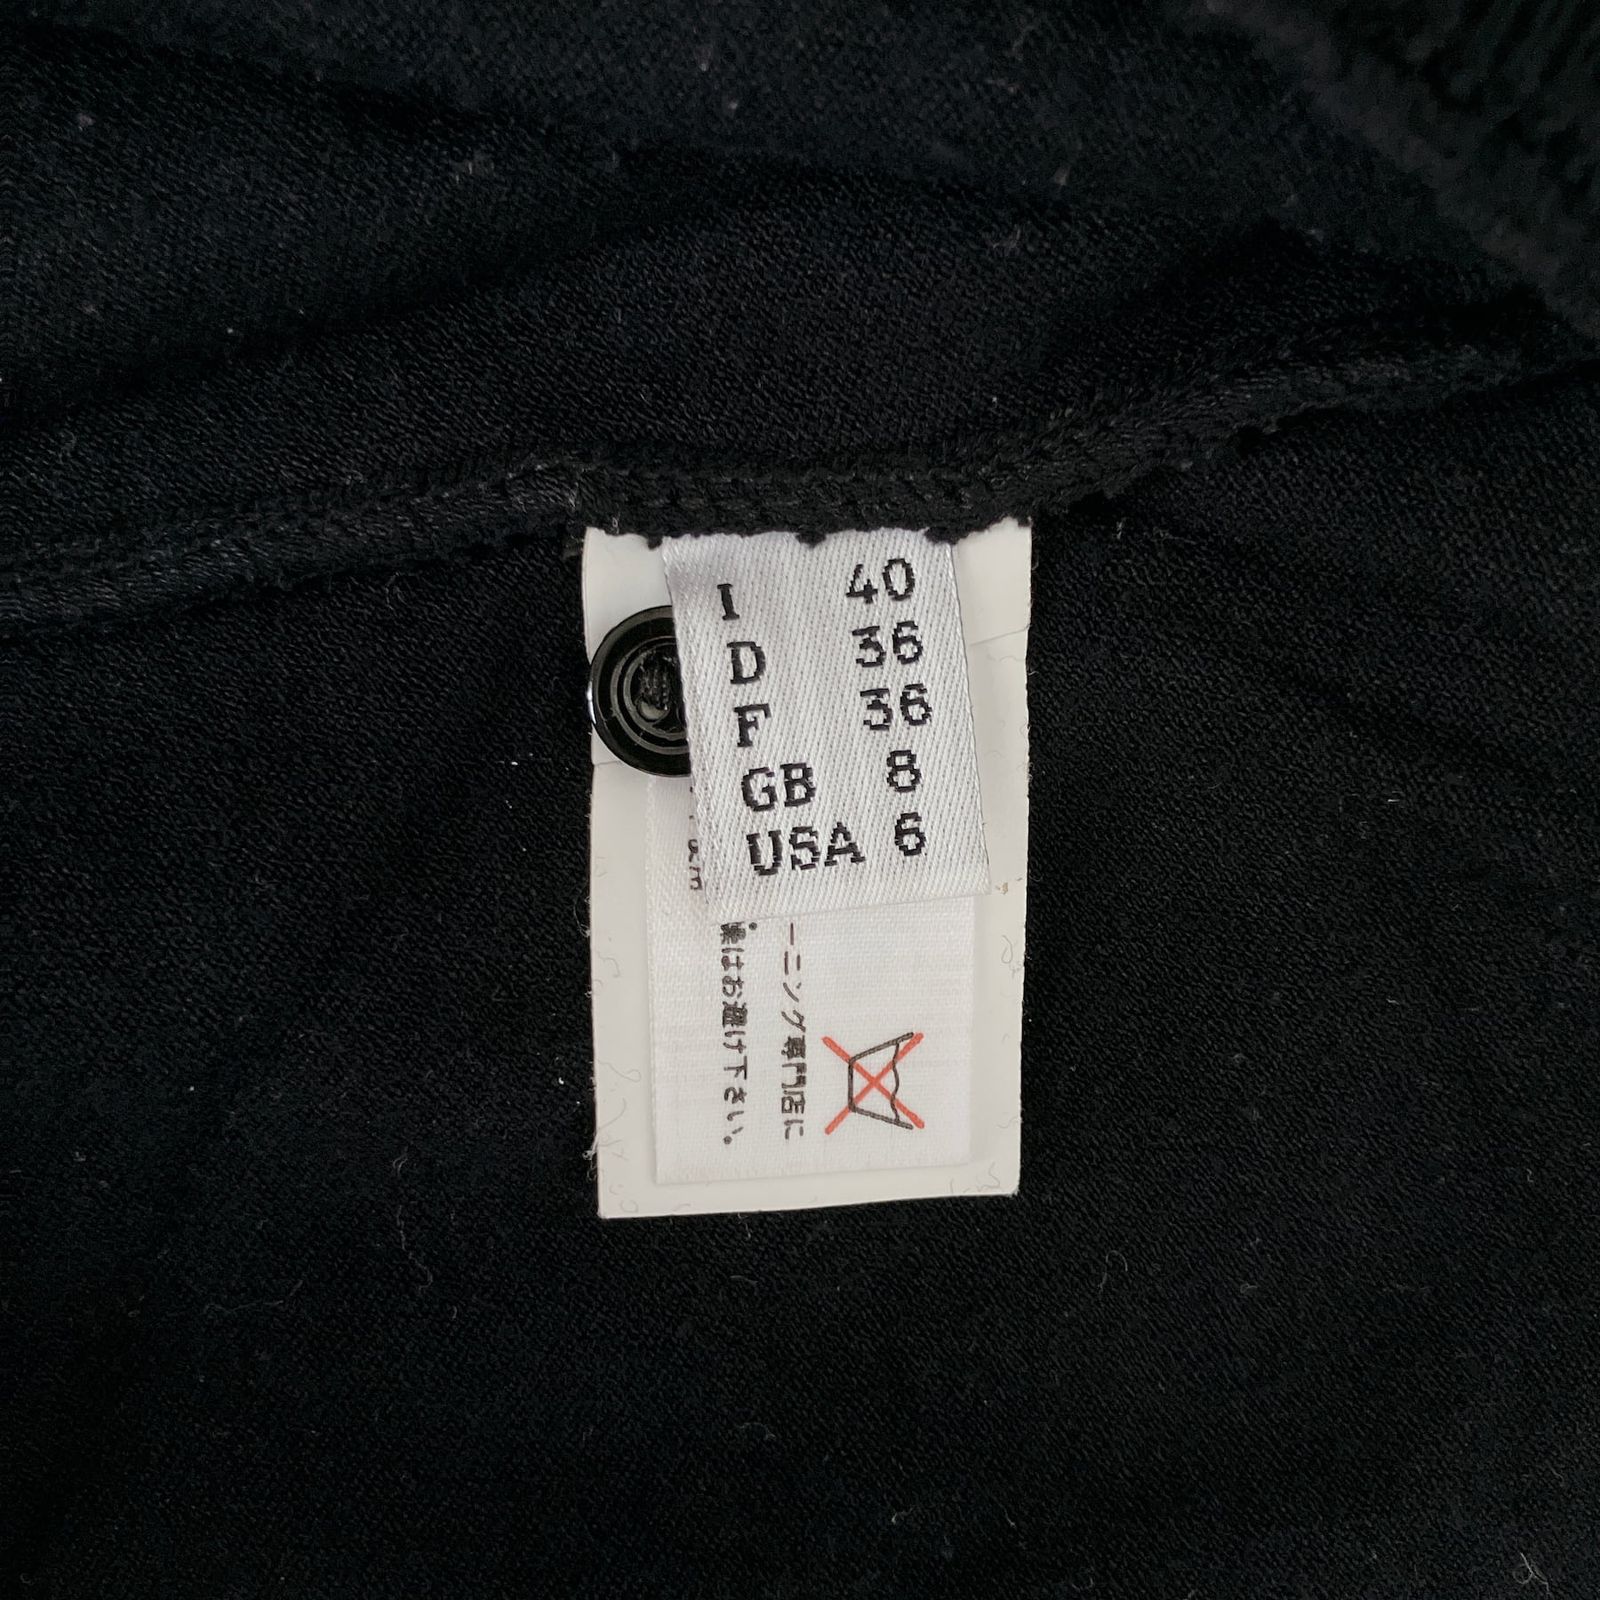 I 40
D 36
F 36
GB 8
USA 6
ーニング専門店に
はお避け下さい。